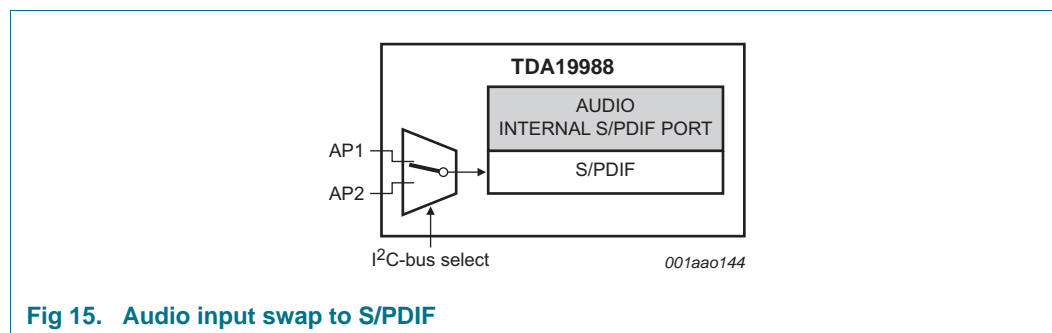 TDA19988
AUDIO
INTERNAL S/PDIF PORT
S/PDIF
AP1
AP2
I2C-bus select
001aao144
Fig 15. Audio input swap to S/PDIF